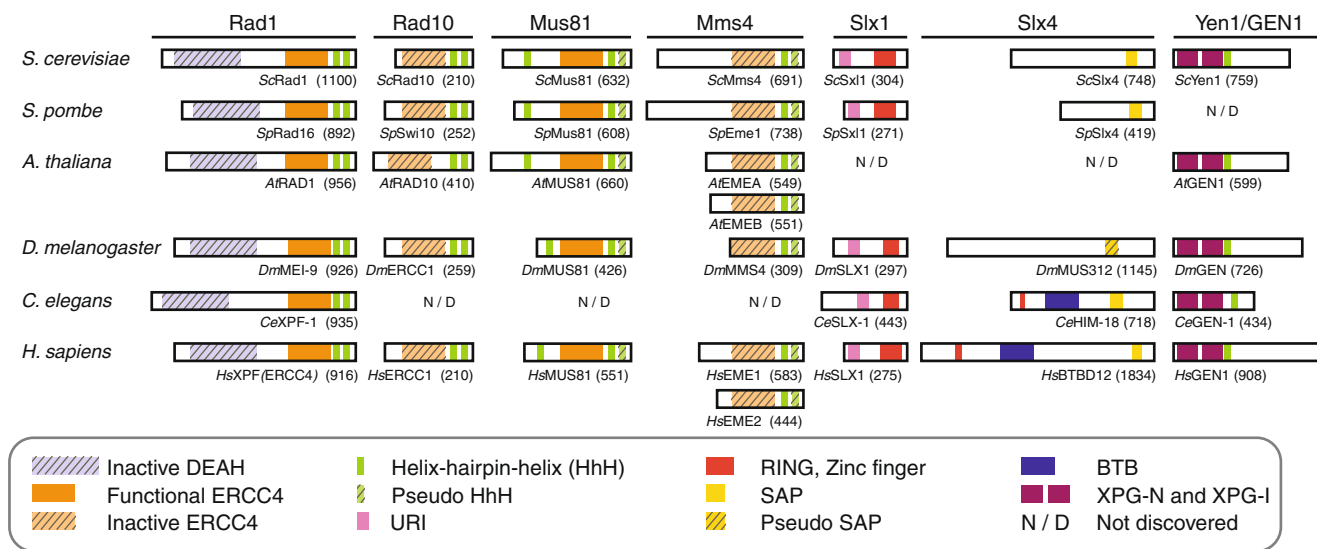 Rad1 Rad10 Mus81 Mms4 Slx1 Slx4 Yen1/GEN1
S. cerevisiae
ScRad1 (1100) ScRad10 (210) ScMus81 (632) ScMms4 (691) ScSxl1 (304) ScSlx4 (748) ScYen1 (759)
S. pombe N / D
SpRad16 (892) SpSwi10 (252) SpMus81 (608) SpEme1 (738) SpSxl1 (271) SpSlx4 (419)
A. thaliana N / D N / D
AtRAD1 (956) AtRAD10 (410) AtMUS81 (660) AtEMEA (549) AtGEN1 (599)
AtEMEB (551)
D. melanogaster
DmMEI-9 (926) DmERCC1 (259) DmMUS81 (426) DmMMS4 (309) DmSLX1 (297) DmMUS312 (1145) DmGEN (726)
C. elegans N / D N / D N / D
CeXPF-1 (935) CeSLX-1 (443) CeHIM-18 (718) CeGEN-1 (434)
H. sapiens
HsXPF(ERCC4) (916) HsERCC1 (210) HsMUS81 (551) HsEME1 (583) HsSLX1 (275) HsBTBD12 (1834) HsGEN1 (908)
HsEME2 (444)
Inactive DEAH Helix-hairpin-helix (HhH) RING, Zinc finger BTB
Functional ERCC4 Pseudo HhH SAP XPG-N and XPG-I
Inactive ERCC4 URI Pseudo SAP N / D Not discovered